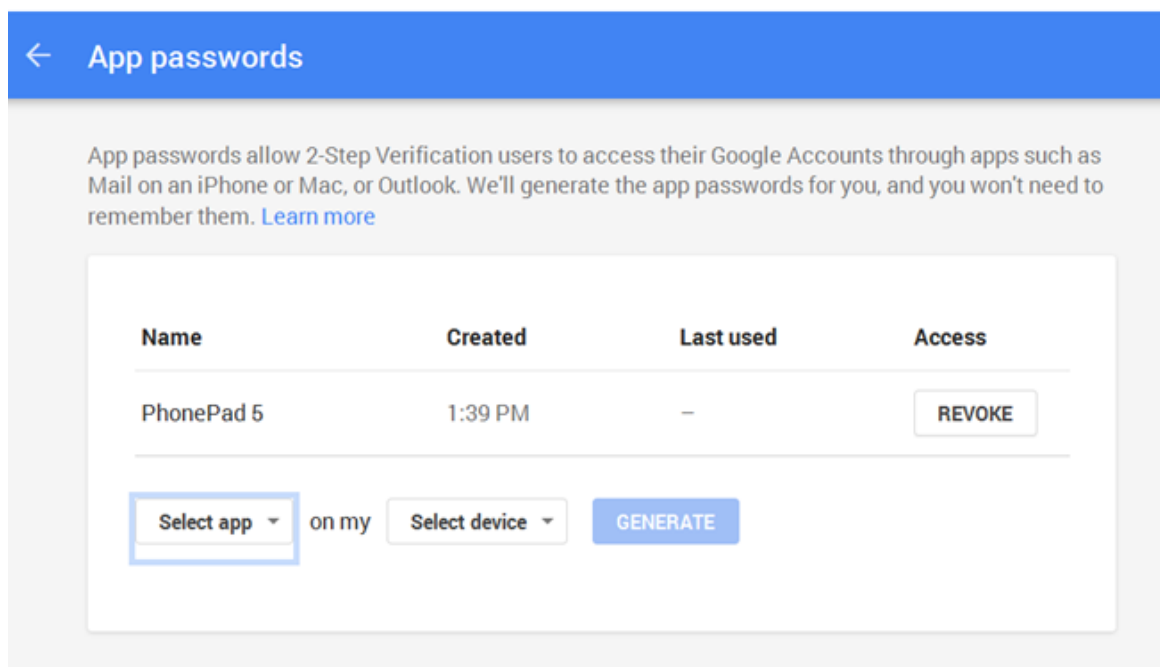 App passwords
App passwords allow 2-Step Verification users to access their Google Accounts through apps such as
Mail on an iPhone or Mac, or Outlook. We'll generate the app passwords for you, and you won't need to
remember them. Learn more
Name Created Last used Access
PhonePad 5 1:39 PM – REVOKE
Select app on my Select device GENERATE